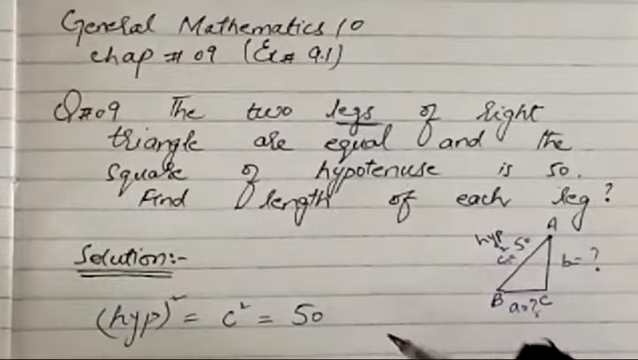 General Mathematics 10
chap # 09 (Ex# 9.1)
Q#09 The two legs of right
triangle are equal and the
square of hypotenuse is 50.
Find length of each leg?
Solution:-
(hyp)² = c² = 50
A
hyp
c² = 50
b = ?
B
a = ?
C